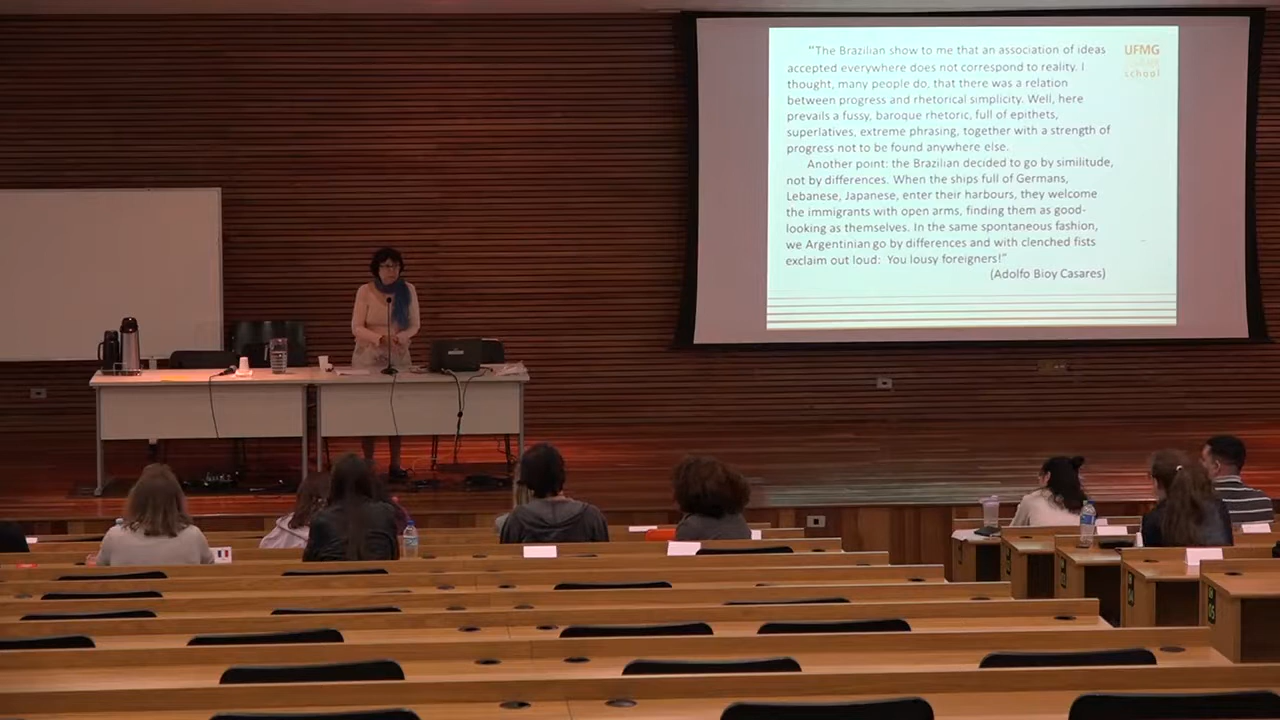 "The Brazilian show to me that an association of ideas
accepted everywhere does not correspond to reality. I
thought, many people do, that there was a relation
between progress and rhetorical simplicity. Well, here
prevails a fussy, baroque rhetoric, full of epithets,
superlatives, extreme phrasing, together with a strength of
progress not to be found anywhere else.
Another point: the Brazilian decided to go by similitude,
not by differences. When the ships full of Germans,
Lebanese, Japanese, enter their harbours, they welcome
the immigrants with open arms, finding them as good-
looking as themselves. In the same spontaneous fashion,
we Argentinian go by differences and with clenched fists
exclaim out loud: You lousy foreigners!"
(Adolfo Bioy Casares)
UFMG
school